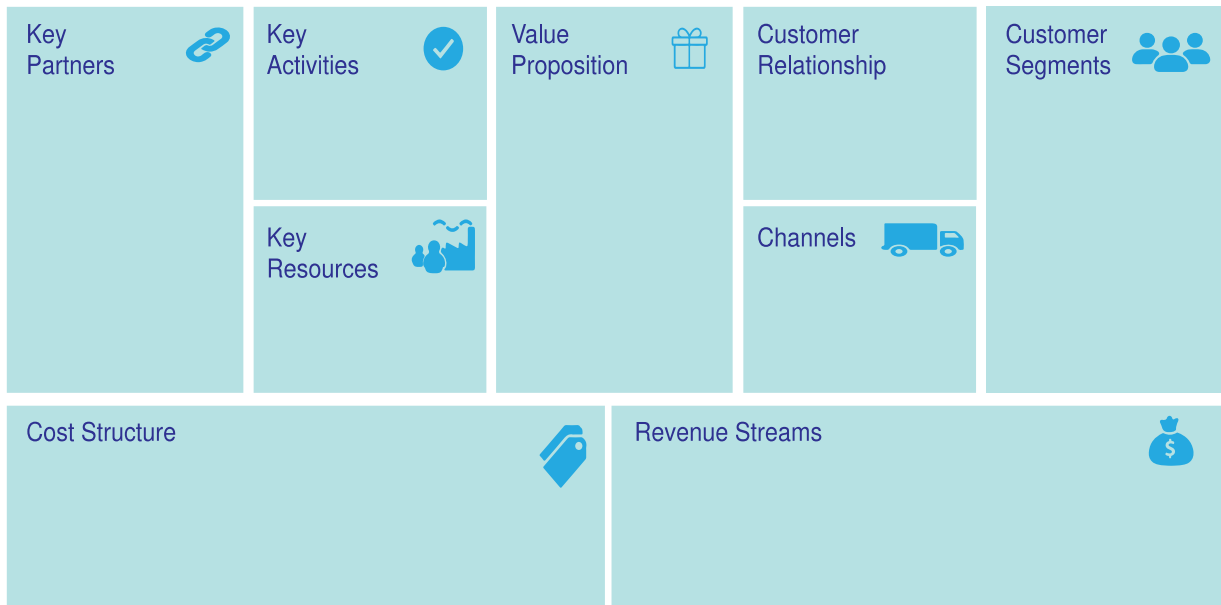 Key
Partners
Key
Activities
Key
Resources
Value
Proposition
Customer
Relationship
Channels
Customer
Segments
Cost Structure
Revenue Streams
$